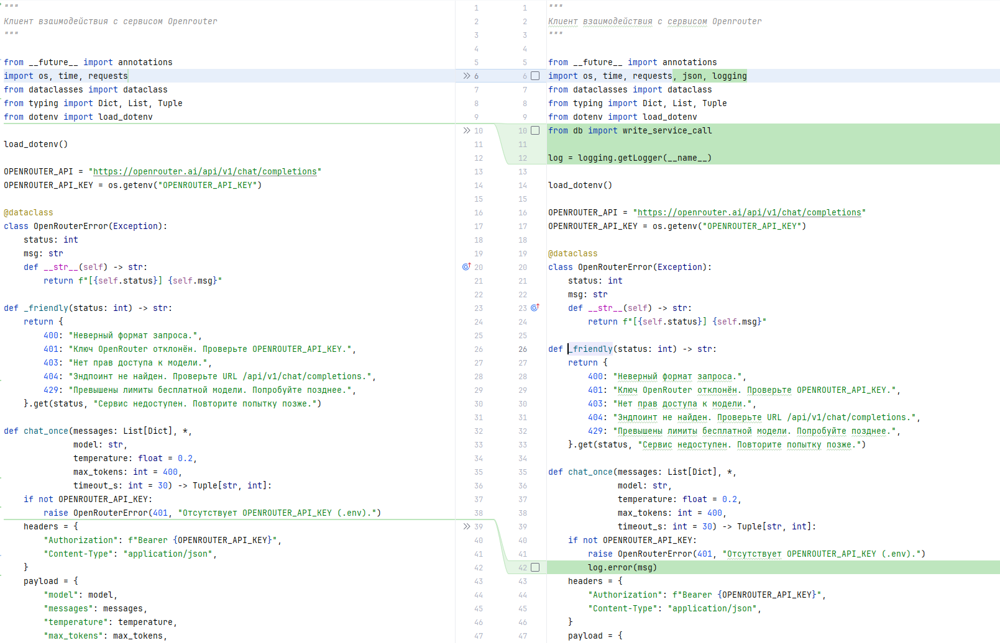 """
Клиент взаимодействия с сервисом Openrouter
"""
from __future__ import annotations
import os, time, requests
from dataclasses import dataclass
from typing import Dict, List, Tuple
from dotenv import load_dotenv
load_dotenv()
OPENROUTER_API = "https://openrouter.ai/api/v1/chat/completions"
OPENROUTER_API_KEY = os.getenv("OPENROUTER_API_KEY")
@dataclass
class OpenRouterError(Exception):
status: int
msg: str
def __str__(self) -> str:
return f"[{self.status}] {self.msg}"
def _friendly(status: int) -> str:
return {
400: "Неверный формат запроса.",
401: "Ключ OpenRouter отклонён. Проверьте OPENROUTER_API_KEY.",
403: "Нет прав доступа к модели.",
404: "Эндпоинт не найден. Проверьте URL /api/v1/chat/completions.",
429: "Превышены лимиты бесплатной модели. Попробуйте позднее.",
}.get(status, "Сервис недоступен. Повторите попытку позже.")
def chat_once(messages: List[Dict], *,
model: str,
temperature: float = 0.2,
max_tokens: int = 400,
timeout_s: int = 30) -> Tuple[str, int]:
if not OPENROUTER_API_KEY:
raise OpenRouterError(401, "Отсутствует OPENROUTER_API_KEY (.env).")
headers = {
"Authorization": f"Bearer {OPENROUTER_API_KEY}",
"Content-Type": "application/json",
}
payload = {
"model": model,
"messages": messages,
"temperature": temperature,
"max_tokens": max_tokens,
1 1
2 2
3 3
4 4
5 5
6 6
7 7
8 8
9 9
10 10
11 11
12 12
13 13
14 14
15 15
16 16
17 17
18 18
19 19
20 20
21 21
22 22
23 23
24 24
25 25
26 26
27 27
28 28
29 29
30 30
31 31
32 32
33 33
34 34
35 35
36 36
37 37
38 38
39 39
40 40
41 41
42 42
43 43
44 44
45 45
46 46
47 47
"""
Клиент взаимодействия с сервисом Openrouter
"""
from __future__ import annotations
import os, time, requests, json, logging
from dataclasses import dataclass
from typing import Dict, List, Tuple
from dotenv import load_dotenv
from db import write_service_call
log = logging.getLogger(__name__)
load_dotenv()
OPENROUTER_API = "https://openrouter.ai/api/v1/chat/completions"
OPENROUTER_API_KEY = os.getenv("OPENROUTER_API_KEY")
@dataclass
class OpenRouterError(Exception):
status: int
msg: str
def __str__(self) -> str:
return f"[{self.status}] {self.msg}"
def _friendly(status: int) -> str:
return {
400: "Неверный формат запроса.",
401: "Ключ OpenRouter отклонён. Проверьте OPENROUTER_API_KEY.",
403: "Нет прав доступа к модели.",
404: "Эндпоинт не найден. Проверьте URL /api/v1/chat/completions.",
429: "Превышены лимиты бесплатной модели. Попробуйте позднее.",
}.get(status, "Сервис недоступен. Повторите попытку позже.")
def chat_once(messages: List[Dict], *,
model: str,
temperature: float = 0.2,
max_tokens: int = 400,
timeout_s: int = 30) -> Tuple[str, int]:
if not OPENROUTER_API_KEY:
raise OpenRouterError(401, "Отсутствует OPENROUTER_API_KEY (.env).")
log.error(msg)
headers = {
"Authorization": f"Bearer {OPENROUTER_API_KEY}",
"Content-Type": "application/json",
}
payload = {